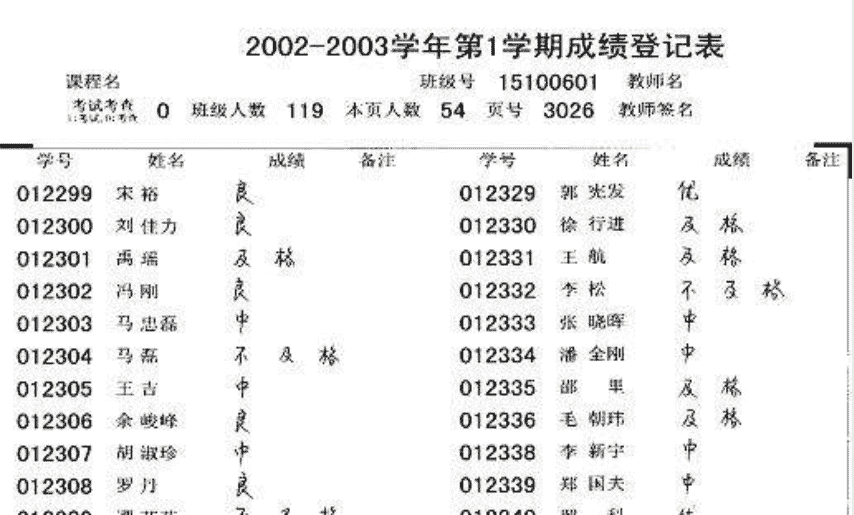 2002-2003学年第1学期成绩登记表
课程名 班级号 15100601 教师名
考试考查 0 班级人数 119 本页人数 54 页号 3026 教师签名
学号 姓名 成绩 备注 学号 姓名 成绩 备注
012299 宋裕 良 012329 郭宪发 优
012300 刘佳力 良 012330 徐行进 及格
012301 禹瑶 及格 012331 王航 及格
012302 冯刚 良 012332 李松 不及格
012303 马忠磊 中 012333 张晓晖 中
012304 马磊 不及格 012334 潘金刚 中
012305 王吉 中 012335 邵里 及格
012306 余峻峰 良 012336 毛朝玮 及格
012307 胡淑珍 中 012338 李新宇 中
012308 罗丹 良 012339 郑国夫 中